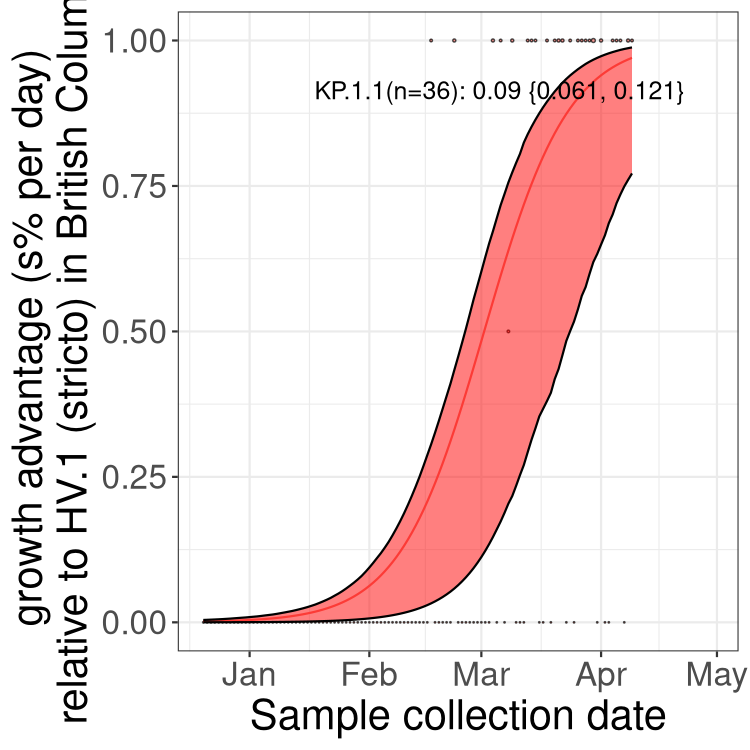 growth advantage (s% per day)
relative to HV.1 (stricto) in British Colum
1.00
0.75
0.50
0.25
0.00
KP.1.1(n=36): 0.09 {0.061, 0.121}
Jan Feb Mar Apr May
Sample collection date